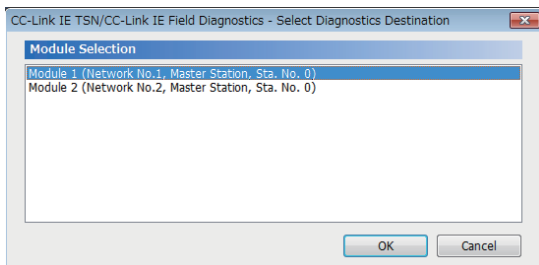 CC-Link IE TSN/CC-Link IE Field Diagnostics - Select Diagnostics Destination
Module Selection
Module 1 (Network No.1, Master Station, Sta. No. 0)
Module 2 (Network No.2, Master Station, Sta. No. 0)
OK Cancel